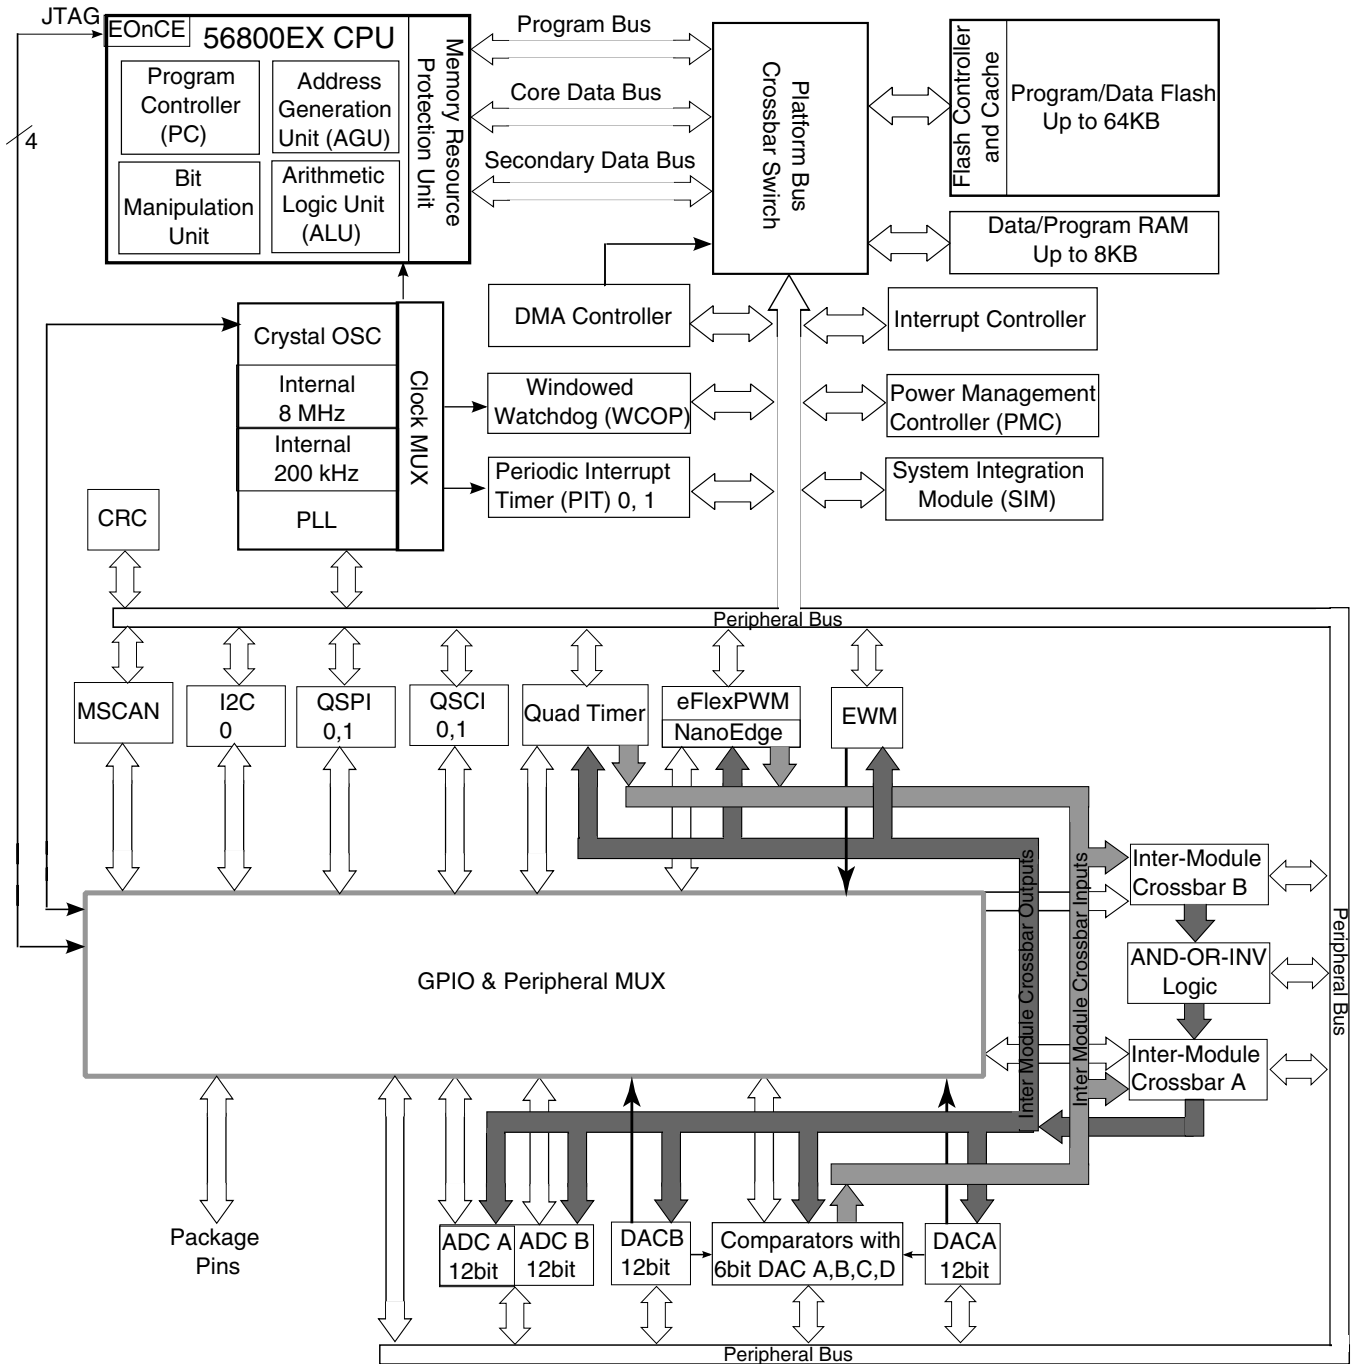 JTAG
EOnCE
56800EX CPU
Program
Controller
(PC)
Address
Generation
Unit (AGU)
Bit
Manipulation
Unit
Arithmetic
Logic Unit
(ALU)
Memory Resource
Protection Unit
4
Program Bus
Core Data Bus
Secondary Data Bus
Platform Bus
Crossbar Swirch
Flash Controller
and Cache
Program/Data Flash
Up to 64KB
Data/Program RAM
Up to 8KB
Crystal OSC
Internal
8 MHz
Internal
200 kHz
PLL
Clock MUX
DMA Controller
Windowed
Watchdog (WCOP)
Periodic Interrupt
Timer (PIT) 0, 1
Interrupt Controller
Power Management
Controller (PMC)
System Integration
Module (SIM)
CRC
Peripheral Bus
MSCAN
I2C
0
QSPI
0,1
QSCI
0,1
Quad Timer
eFlexPWM
NanoEdge
EWM
Inter Module Crossbar Outputs
Inter Module Crossbar Inputs
Inter-Module
Crossbar B
AND-OR-INV
Logic
Inter-Module
Crossbar A
Peripheral Bus
GPIO & Peripheral MUX
Package
Pins
ADC A
12bit
ADC B
12bit
DACB
12bit
Comparators with
6bit DAC A,B,C,D
DACA
12bit
Peripheral Bus